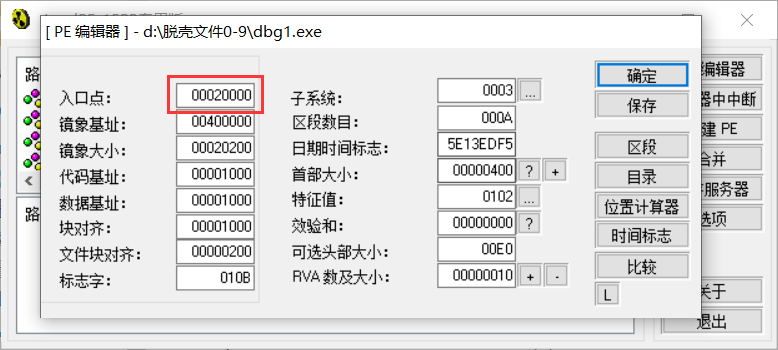 [ PE 编辑器 ] - d:\脱壳文件0-9\dbg1.exe
入口点: 00020000
镜象基址: 00400000
镜象大小: 00020200
代码基址: 00001000
数据基址: 00001000
块对齐: 00001000
文件块对齐: 00000200
标志字: 010B
子系统: 0003 ...
区段数目: 000A
日期时间标志: 5E13EDF5
首部大小: 00000400 ? +
特征值: 0102 ...
效验和: 00000000 ?
可选头部大小: 00E0
RVA 数及大小: 00000010 + -
确定
保存
区段
目录
位置计算器
时间标志
比较
L
路
路
编辑器
器中中断
建 PE
合并
服务器
选项
关于
退出